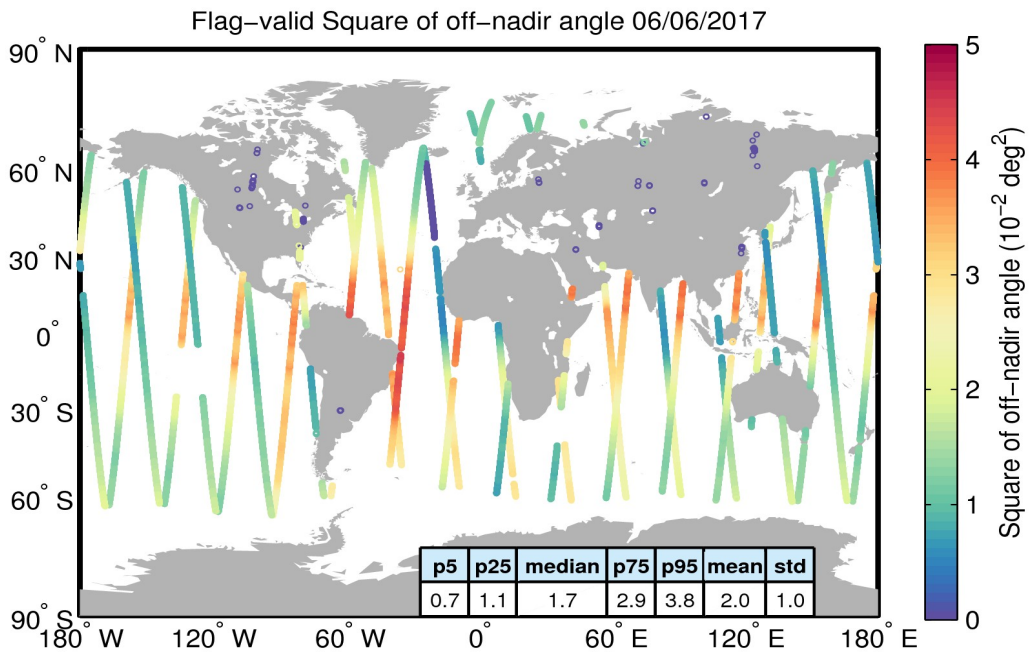 Flag-valid Square of off-nadir angle 06/06/2017
90° N
60° N
30° N
0°
30° S
60° S
90° S
180° W
120° W
60° W
0°
60° E
120° E
180° E
p5 p25 median p75 p95 mean std
0.7 1.1 1.7 2.9 3.8 2.0 1.0
5
4
3
2
1
0
Square of off-nadir angle (10⁻² deg²)